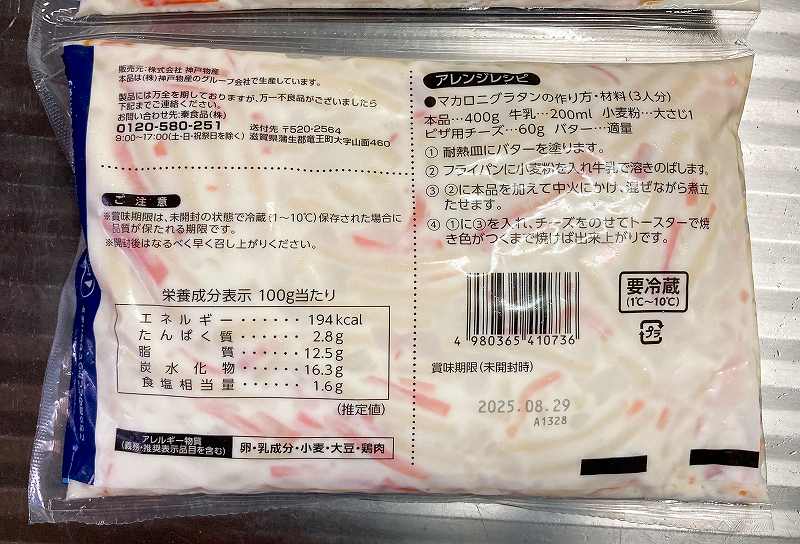 販売元:株式会社 神戸物産
本品は(株)神戸物産のグループ会社で生産しています。
製品には万全を期しておりますが、万一不良品がございましたら
下記までご連絡ください。
お問い合わせ先:秦食品(株)
0120-580-251
9:00~17:00(土・日・祝祭日を除く)
送付先 〒520-2564
滋賀県蒲生郡竜王町大字山面460
ご注意
※賞味期限は、未開封の状態で冷蔵(1~10℃)保存された場合に
品質が保たれる期限です。
※開封後はなるべく早く召し上がりください。
栄養成分表示 100g当たり
エネルギー・・・・・・194kcal
たんぱく質・・・・・・2.8g
脂質・・・・・・12.5g
炭水化物・・・・・・16.3g
食塩相当量・・・・・・1.6g
(推定値)
アレルギー物質
(義務・推奨表示品目を含む)
卵・乳成分・小麦・大豆・鶏肉
アレンジレシピ
●マカロニグラタンの作り方・材料(3人分)
本品…400g 牛乳…200ml 小麦粉…大さじ1
ピザ用チーズ…60g バター…適量
① 耐熱皿にバターを塗ります。
② フライパンに小麦粉を入れ牛乳で溶きのばします。
③ ②に本品を加えて中火にかけ、混ぜながら煮立
たせます。
④ ①に③を入れ、チーズをのせてトースターで焼
き色がつくまで焼けば出来上がりです。
4 980365 410736
要冷蔵
(1℃~10℃)
プラ
賞味期限(未開封時)
2025.08.29
A1328